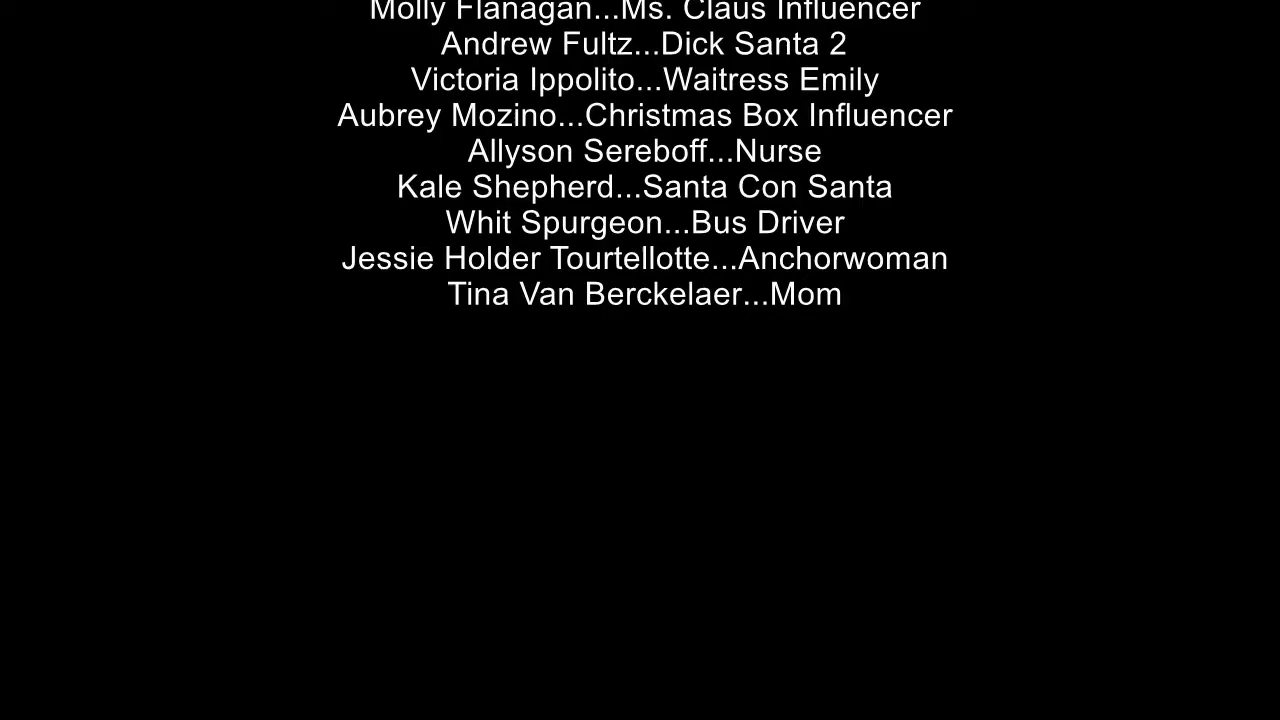 Molly Flanagan...Ms. Claus Influencer
Andrew Fultz...Dick Santa 2
Victoria Ippolito...Waitress Emily
Aubrey Mozino...Christmas Box Influencer
Allyson Sereboff...Nurse
Kale Shepherd...Santa Con Santa
Whit Spurgeon...Bus Driver
Jessie Holder Tourtellotte...Anchorwoman
Tina Van Berckelaer...Mom